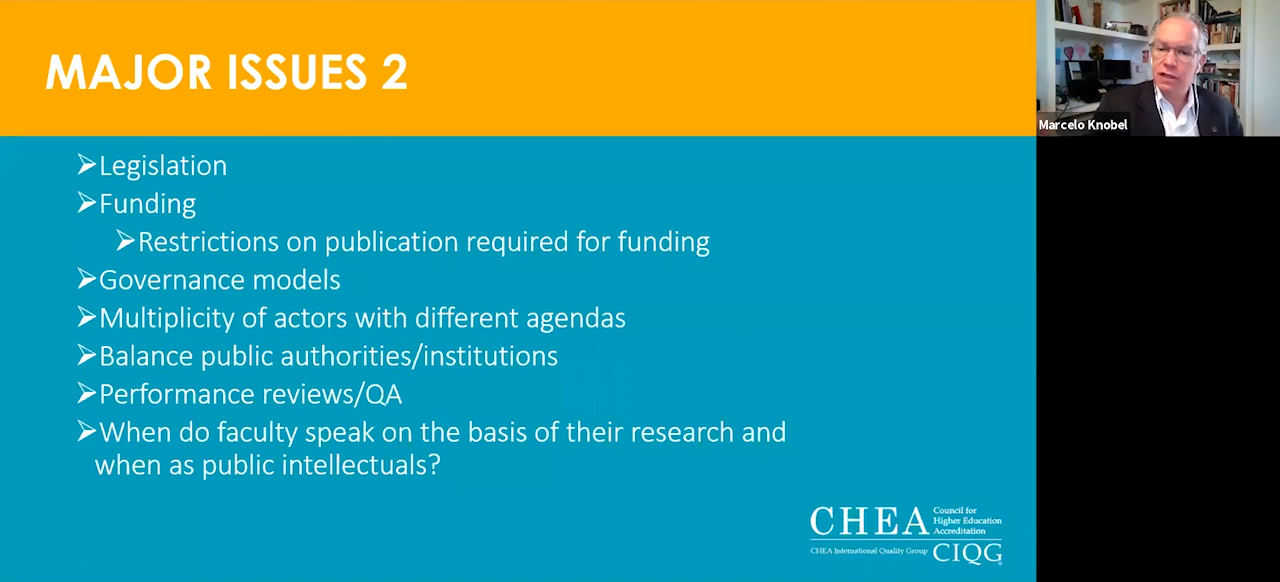 MAJOR ISSUES 2
Marcelo Knobel
➢Legislation
➢Funding
➢Restrictions on publication required for funding
➢Governance models
➢Multiplicity of actors with different agendas
➢Balance public authorities/institutions
➢Performance reviews/QA
➢When do faculty speak on the basis of their research and
when as public intellectuals?
CHEA
Council for
Higher Education
Accreditation
CHEA International Quality Group
CIQG